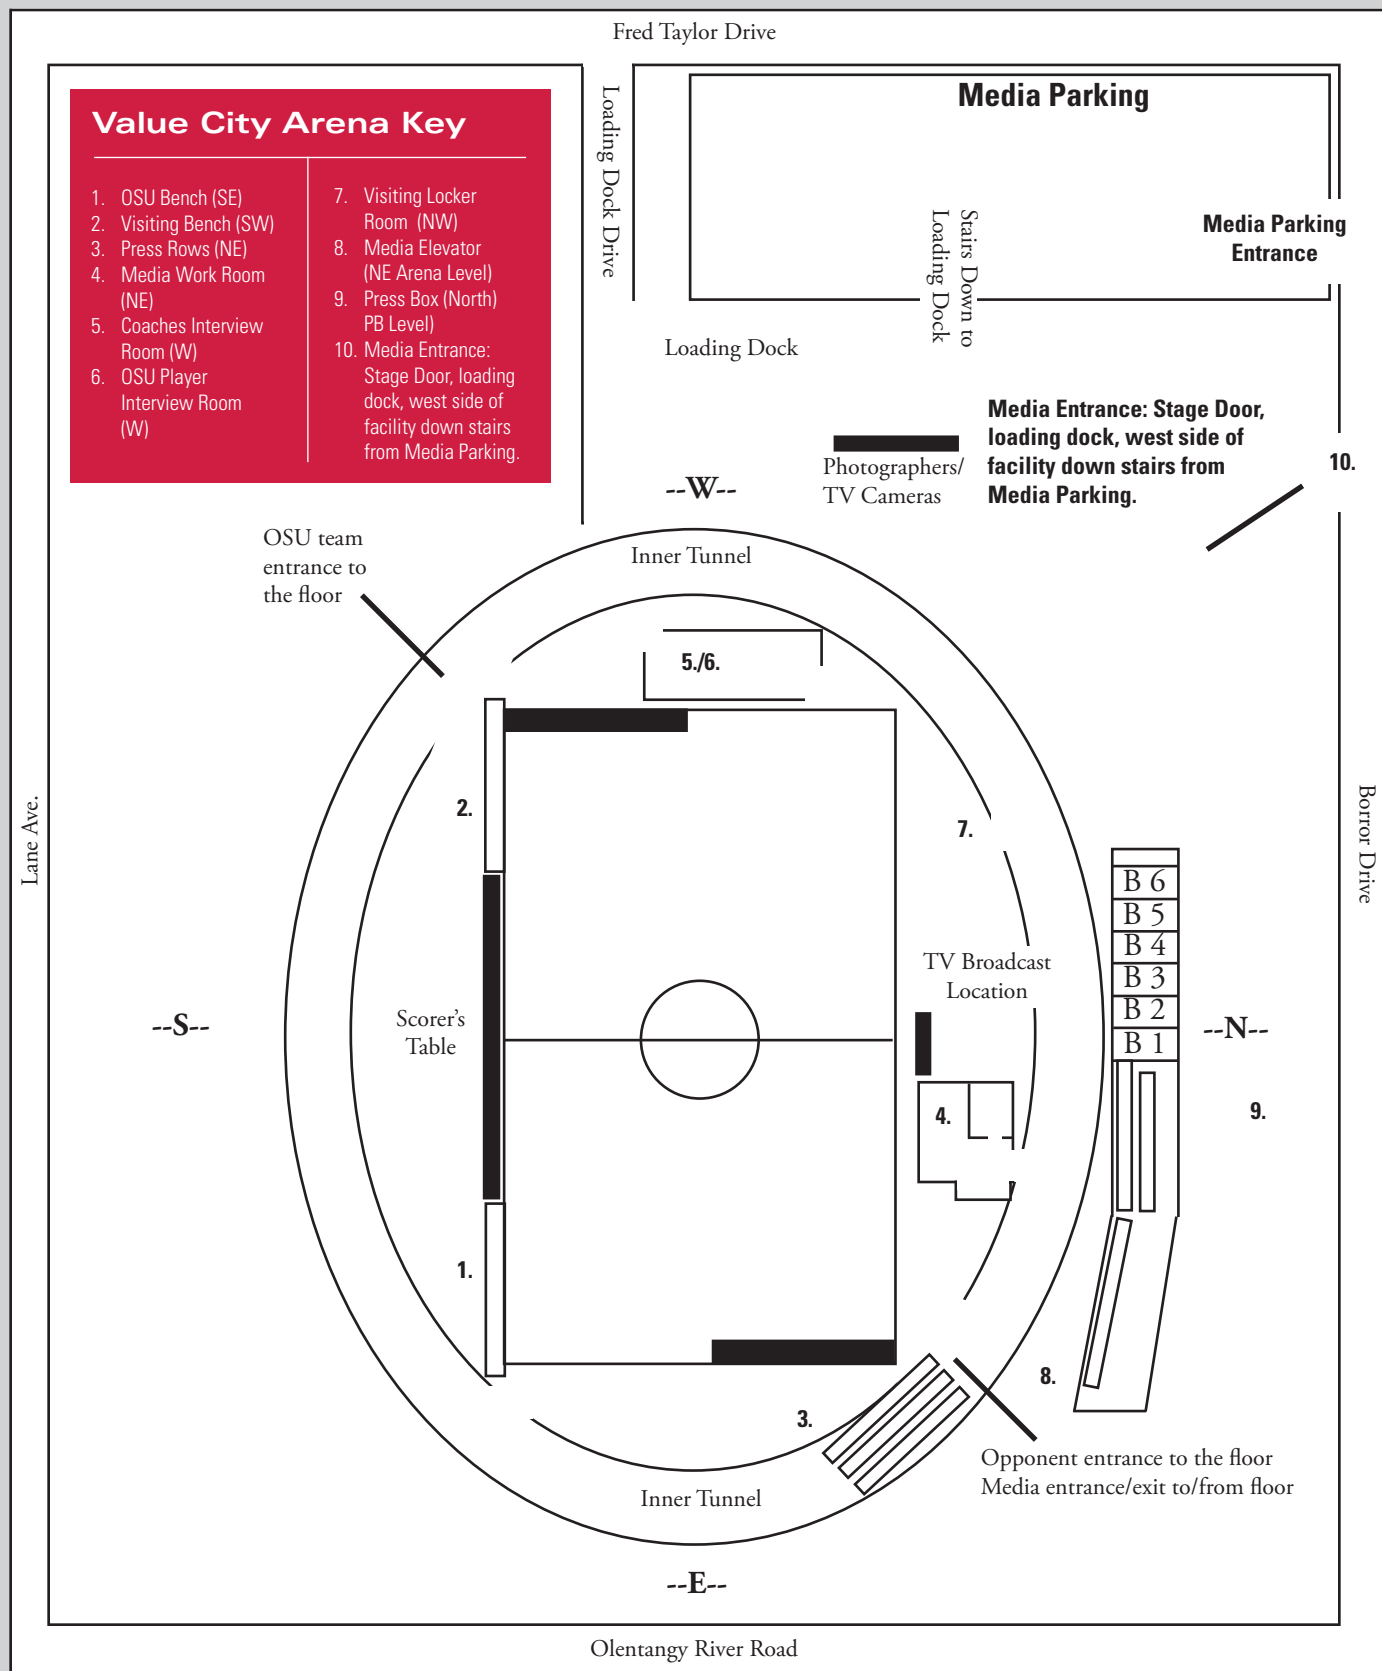 Fred Taylor Drive
Value City Arena Key
1. OSU Bench (SE)
2. Visiting Bench (SW)
3. Press Rows (NE)
4. Media Work Room
(NE)
5. Coaches Interview
Room (W)
6. OSU Player
Interview Room
(W)
7. Visiting Locker
Room (NW)
8. Media Elevator
(NE Arena Level)
9. Press Box (North)
PB Level)
10. Media Entrance:
Stage Door, loading
dock, west side of
facility down stairs
from Media Parking.
Loading Dock Drive
Media Parking
Media Parking
Entrance
Stairs Down to
Loading Dock
Loading Dock
Media Entrance: Stage Door,
loading dock, west side of
facility down stairs from
Media Parking.
10.
Photographers/
TV Cameras
--W--
OSU team
entrance to
the floor
Inner Tunnel
5./6.
2.
7.
Lane Ave.
Borror Drive
B 6
B 5
B 4
B 3
B 2
B 1
TV Broadcast
Location
--S--
Scorer's
Table
--N--
4.
9.
1.
8.
3.
Opponent entrance to the floor
Media entrance/exit to/from floor
Inner Tunnel
--E--
Olentangy River Road